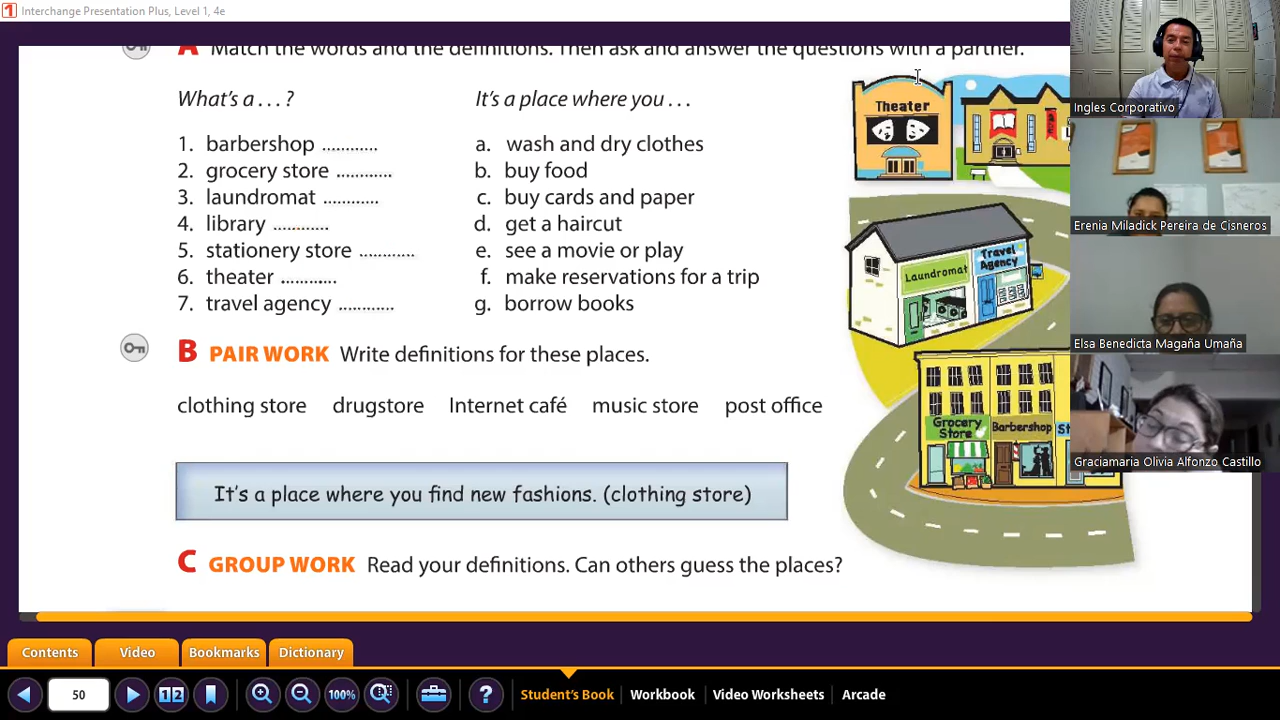 Interchange Presentation Plus, Level 1, 4e
A Match the words and the definitions. Then ask and answer the questions with a partner.
What's a . . . ?
It's a place where you . . .
1. barbershop ............
2. grocery store ............
3. laundromat ............
4. library ............
5. stationery store ............
6. theater ............
7. travel agency ............
a. wash and dry clothes
b. buy food
c. buy cards and paper
d. get a haircut
e. see a movie or play
f. make reservations for a trip
g. borrow books
B PAIR WORK Write definitions for these places.
clothing store drugstore Internet café music store post office
It's a place where you find new fashions. (clothing store)
C GROUP WORK Read your definitions. Can others guess the places?
Theater
Laundromat
Travel
Agency
Grocery
Store
Barbershop
St
Ingles Corporativo
Erenia Miladick Pereira de Cisneros
Elsa Benedicta Magaña Umaña
Graciamaria Olivia Alfonzo Castillo
Contents Video Bookmarks Dictionary
50 1 2 100% ? Student's Book Workbook Video Worksheets Arcade